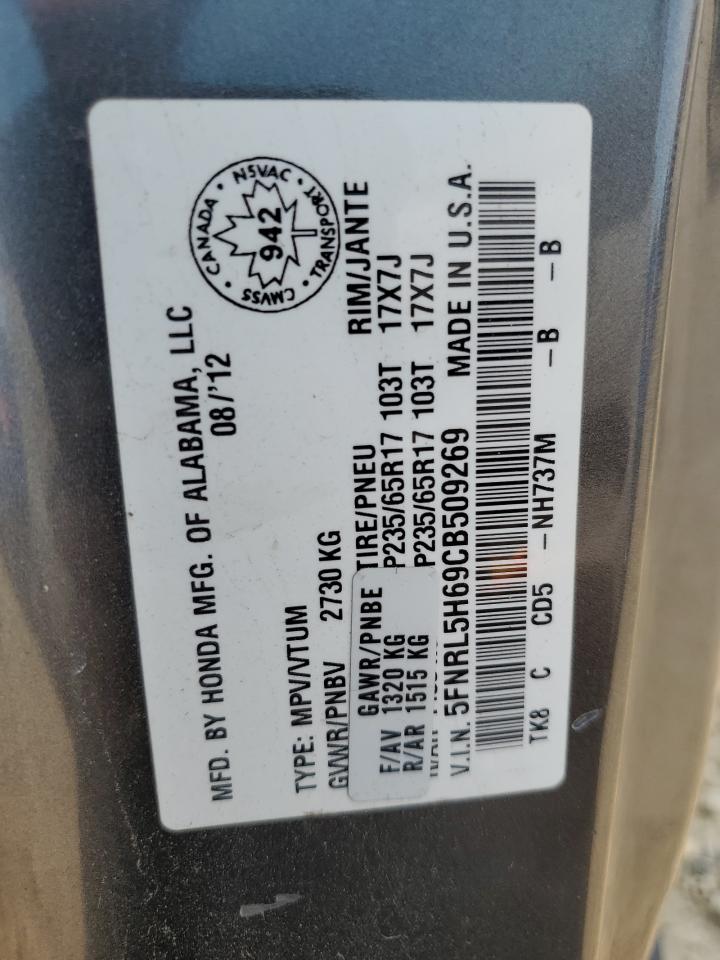 MFD. BY HONDA MFG. OF ALABAMA, LLC
08/'12
CANADA • NSVAC • TRANSPORT • CMVSS •
942
TYPE: MPV/VTUM
GVWR/PNBV 2730 KG
GAWR/PNBE TIRE/PNEU RIM/JANTE
F/AV 1320 KG P235/65R17 103T 17X7J
R/AR 1515 KG P235/65R17 103T 17X7J
V.I.N. 5FNRL5H69CB509269 MADE IN U.S.A.
TK8 C CD5 -NH737M -B -B